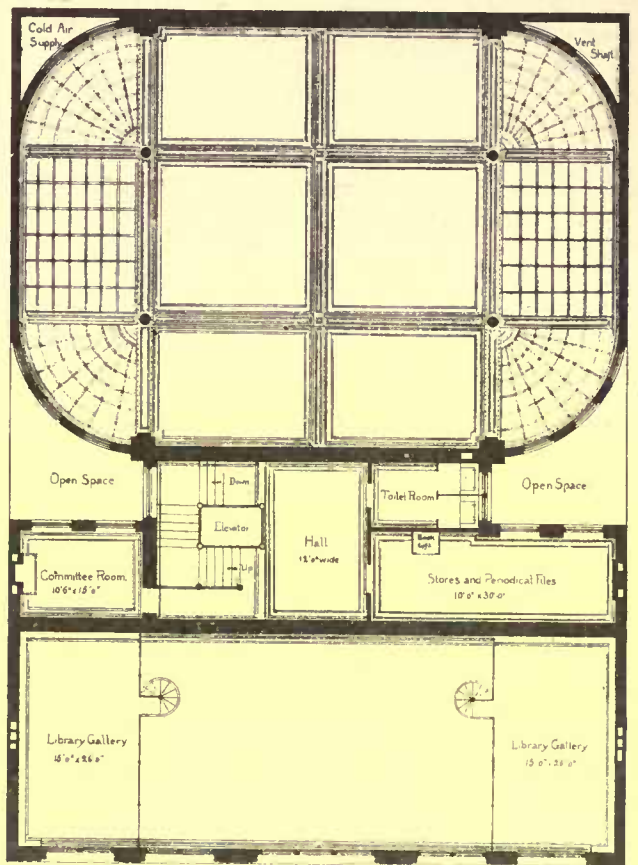 Cold Air
Supply
Vent
Shaft
Open Space
Down
Elevator
Up
Hall
12'0" wide
Toilet Room
Book
Lift
Open Space
Committee Room
10'6" x 15'0"
Stores and Periodical Files
10'0" x 30'0"
Library Gallery
15'0" x 26'0"
Library Gallery
15'0" x 26'0"